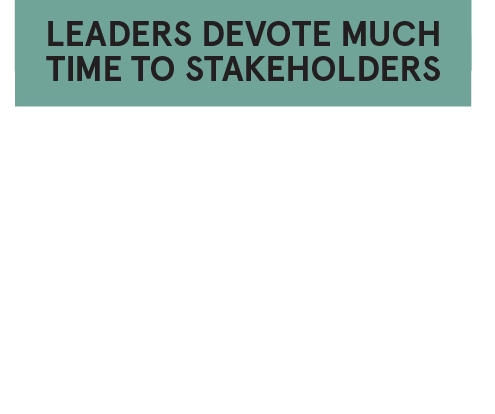 LEADERS DEVOTE MUCH
TIME TO STAKEHOLDERS